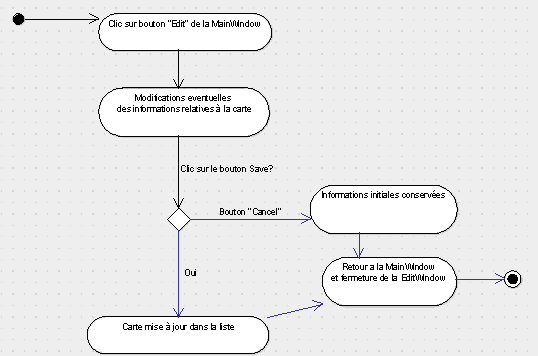 Clic sur bouton "Edit" de la MainWindow
Modifications eventuelles
des informations relatives à la carte
Clic sur le bouton Save?
Bouton "Cancel"
Informations initiales conservées
Oui
Retour a la MainWindow
et fermeture de la EditWindow
Carte mise à jour dans la liste